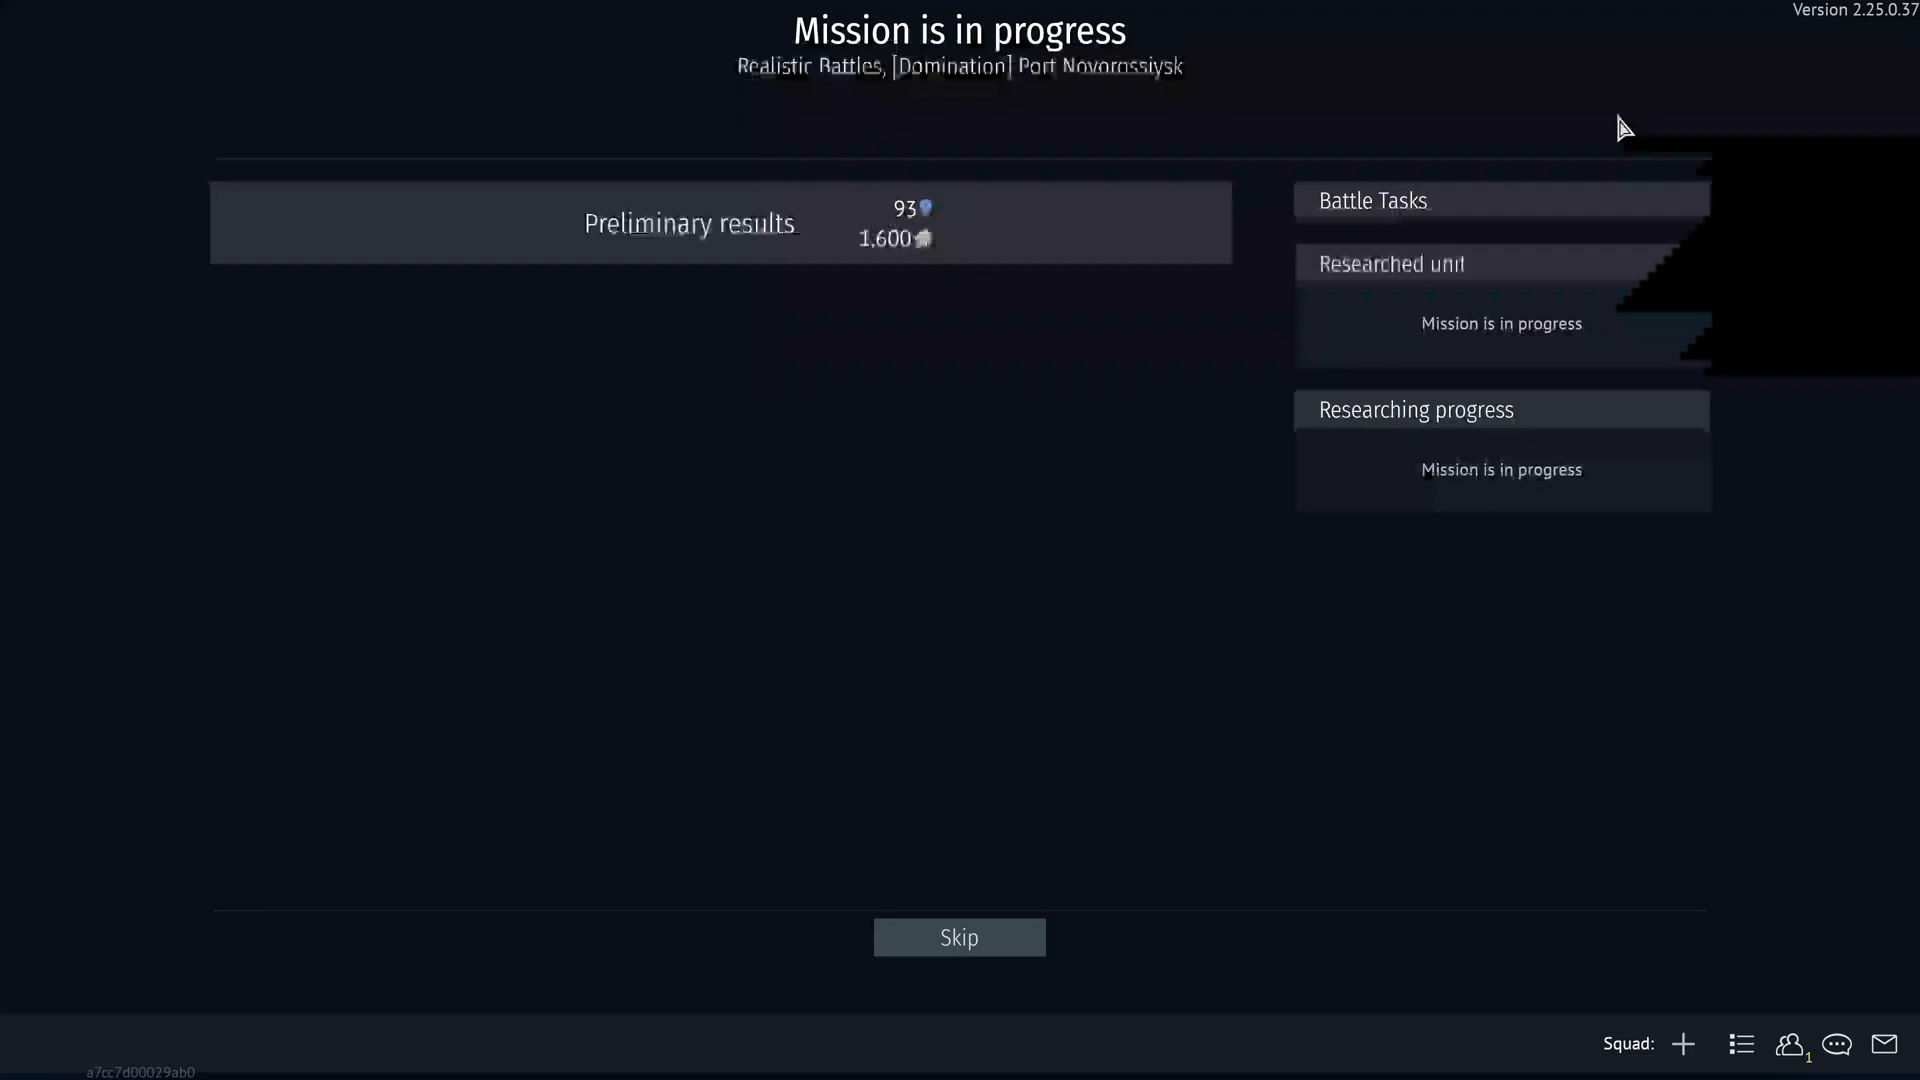 Version 2.25.0.37
Mission is in progress
Realistic Battles, [Domination] Port Novorossiysk
Preliminary results
93
1,600
Battle Tasks
Researched unit
Mission is in progress
Researching progress
Mission is in progress
Skip
Squad:
1
a7cc7d00029ab0